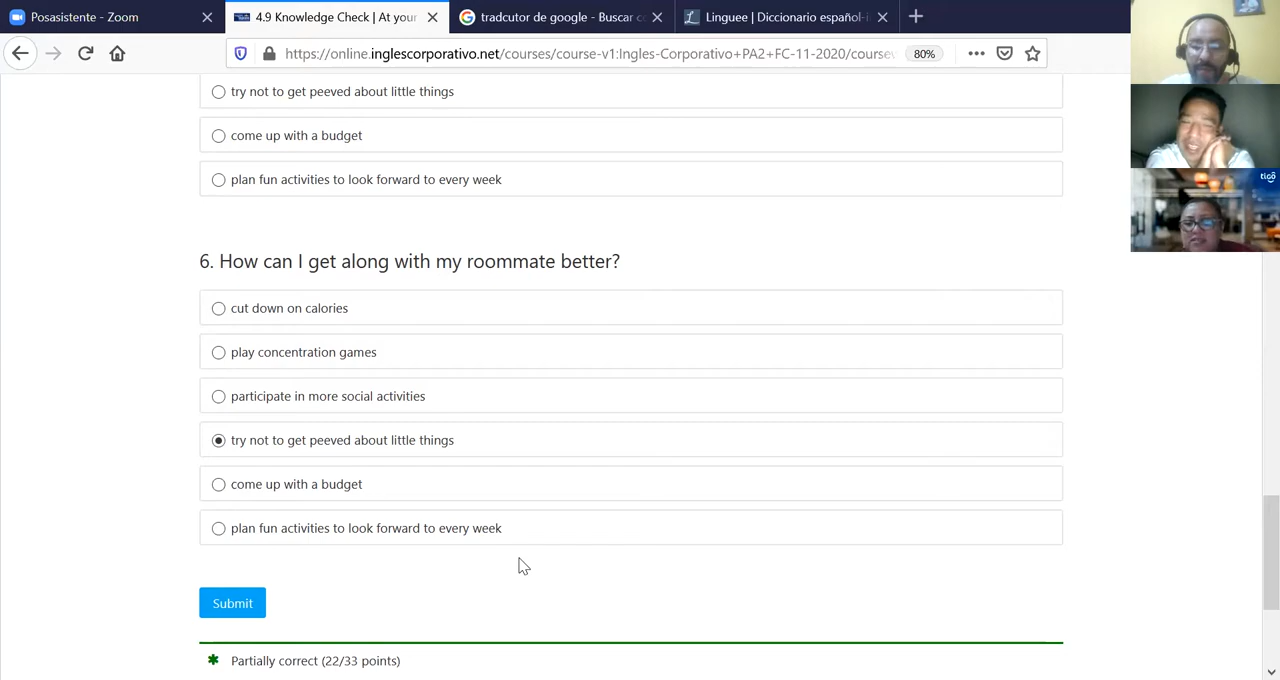 Posasistente - Zoom
4.9 Knowledge Check | At your
tradcutor de google - Buscar c
Linguee | Diccionario español-i
https://online.inglescorporativo.net/courses/course-v1:Ingles-Corporativo+PA2+FC-11-2020/course
80%
try not to get peeved about little things
come up with a budget
plan fun activities to look forward to every week
6. How can I get along with my roommate better?
cut down on calories
play concentration games
participate in more social activities
try not to get peeved about little things
come up with a budget
plan fun activities to look forward to every week
Submit
Partially correct (22/33 points)
tigo